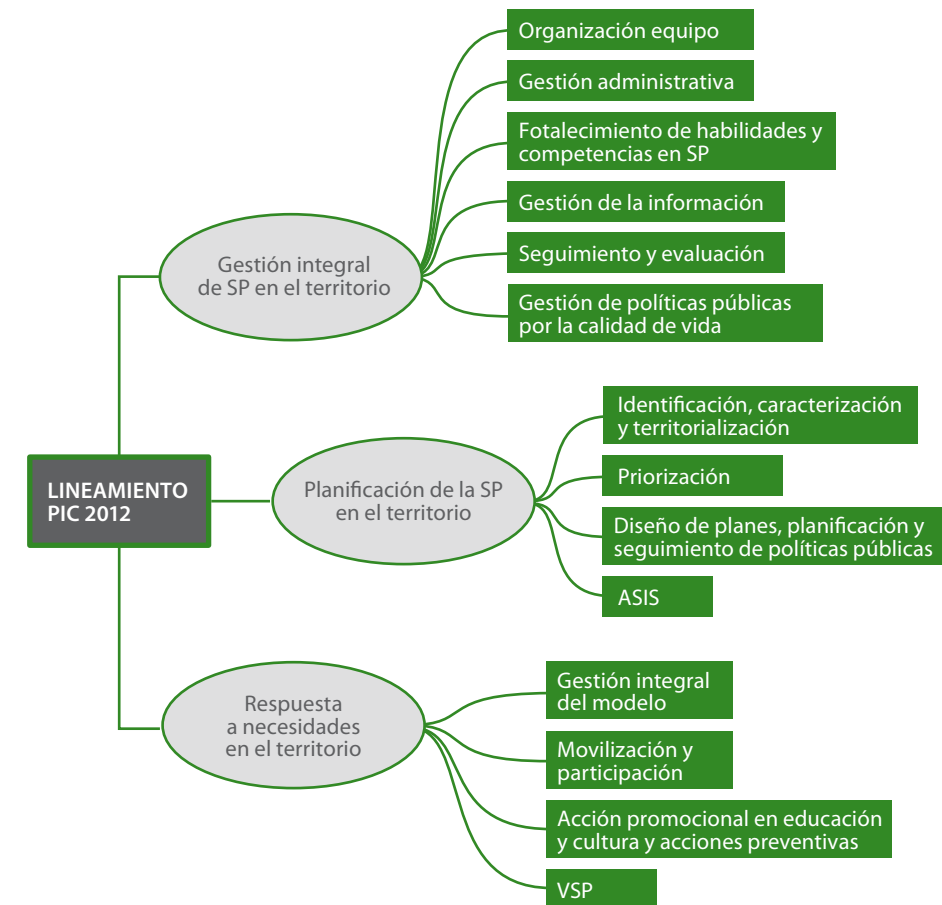 LINEAMIENTO
PIC 2012
Gestión integral
de SP en el territorio
Organización equipo
Gestión administrativa
Fotalecimiento de habilidades y
competencias en SP
Gestión de la información
Seguimiento y evaluación
Gestión de políticas públicas
por la calidad de vida
Planificación de la SP
en el territorio
Identificación, caracterización
y territorialización
Priorización
Diseño de planes, planificación y
seguimiento de políticas públicas
ASIS
Respuesta
a necesidades
en el territorio
Gestión integral
del modelo
Movilización y
participación
Acción promocional en educación
y cultura y acciones preventivas
VSP